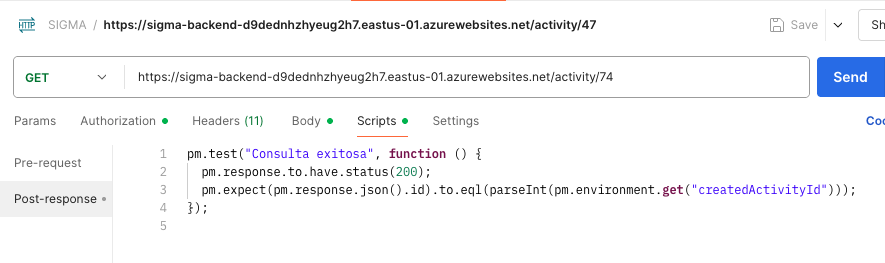 HTTP SIGMA / https://sigma-backend-d9dednhzhyeug2h7.eastus-01.azurewebsites.net/activity/47 Save Sh
GET https://sigma-backend-d9dednhzhyeug2h7.eastus-01.azurewebsites.net/activity/74 Send
Params Authorization Headers (11) Body Scripts Settings Coo
Pre-request
Post-response
1 pm.test("Consulta exitosa", function () {
2 pm.response.to.have.status(200);
3 pm.expect(pm.response.json().id).to.eql(parseInt(pm.environment.get("createdActivityId")));
4 });
5